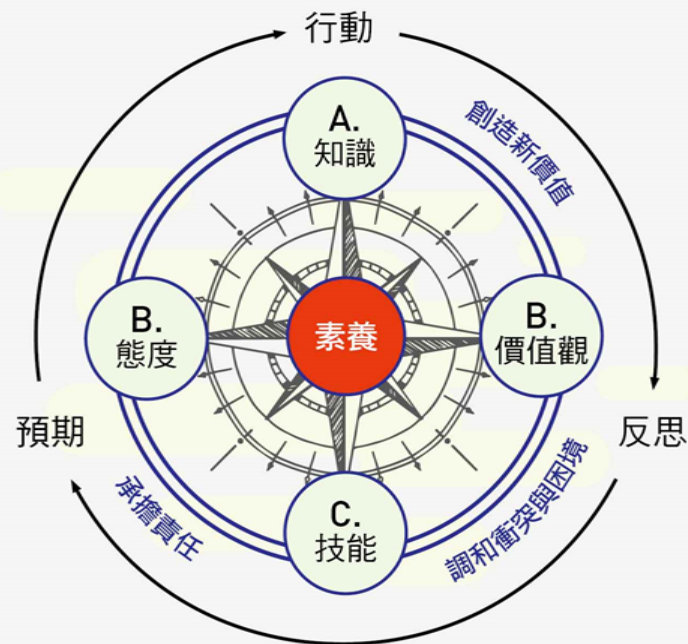 行動
A.
知識
創造新價值
B.
態度
素養
B.
價值觀
預期
反思
承擔責任
C.
技能
調和衝突與困境